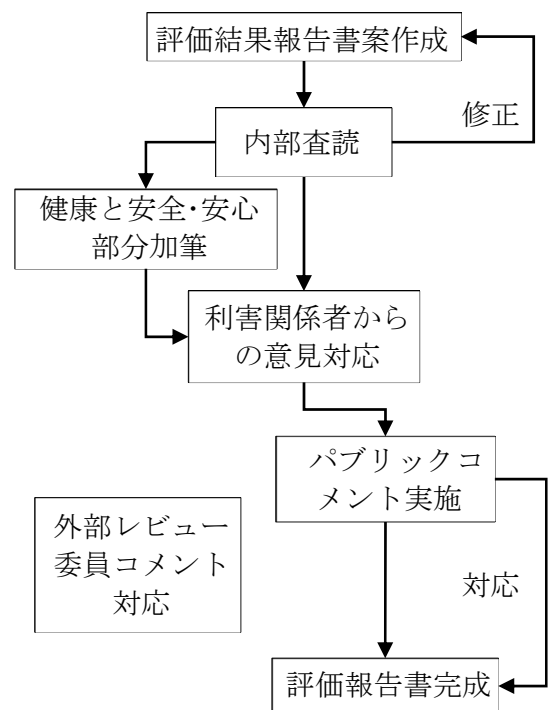 評価結果報告書案作成
修正
内部査読
健康と安全･安心
部分加筆
利害関係者から
の意見対応
パブリックコ
メント実施
外部レビュー
委員コメント
対応
対応
評価報告書完成